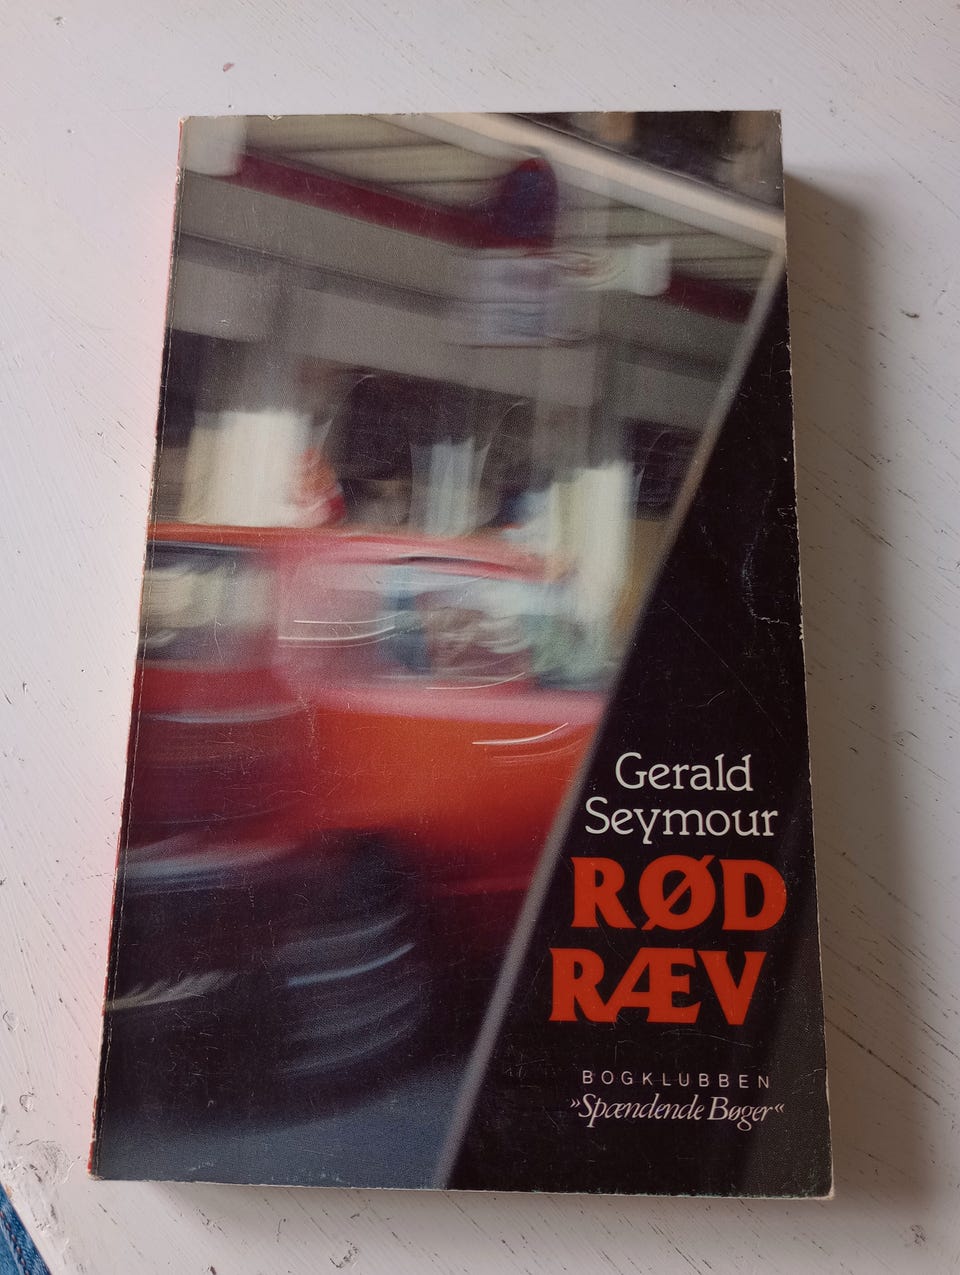 Gerald
Seymour
RØD
RÆV
BOGKLUBBEN
»Spændende Bøger«